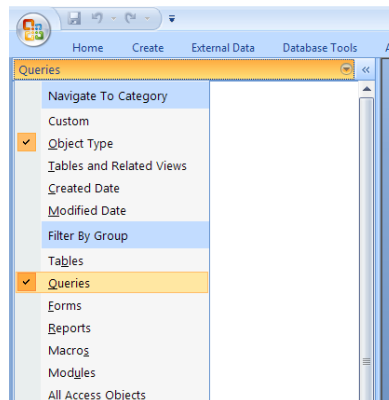 Home Create External Data Database Tools
Queries
Navigate To Category
Custom
Object Type
Tables and Related Views
Created Date
Modified Date
Filter By Group
Tables
Queries
Forms
Reports
Macros
Modules
All Access Objects